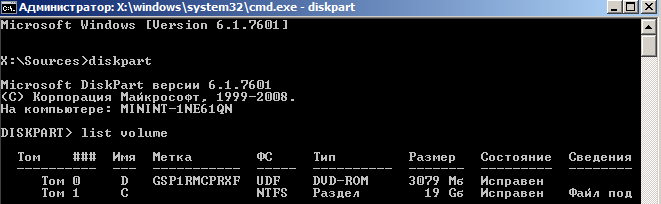 Администратор: X:\windows\system32\cmd.exe - diskpart
Microsoft Windows [Version 6.1.7601]
X:\Sources>diskpart
Microsoft DiskPart версии 6.1.7601
(C) Корпорация Майкрософт, 1999-2008.
На компьютере: MININT-1NE61QN
DISKPART> list volume
Том ### Имя Метка ФС Тип Размер Состояние Сведения
---------- --- ----------- ----- ---------- ------- --------- --------
Том 0 D GSP1RMCPRXF UDF DVD-ROM 3079 Mб Исправен
Том 1 C NTFS Раздел 19 Gб Исправен Файл под